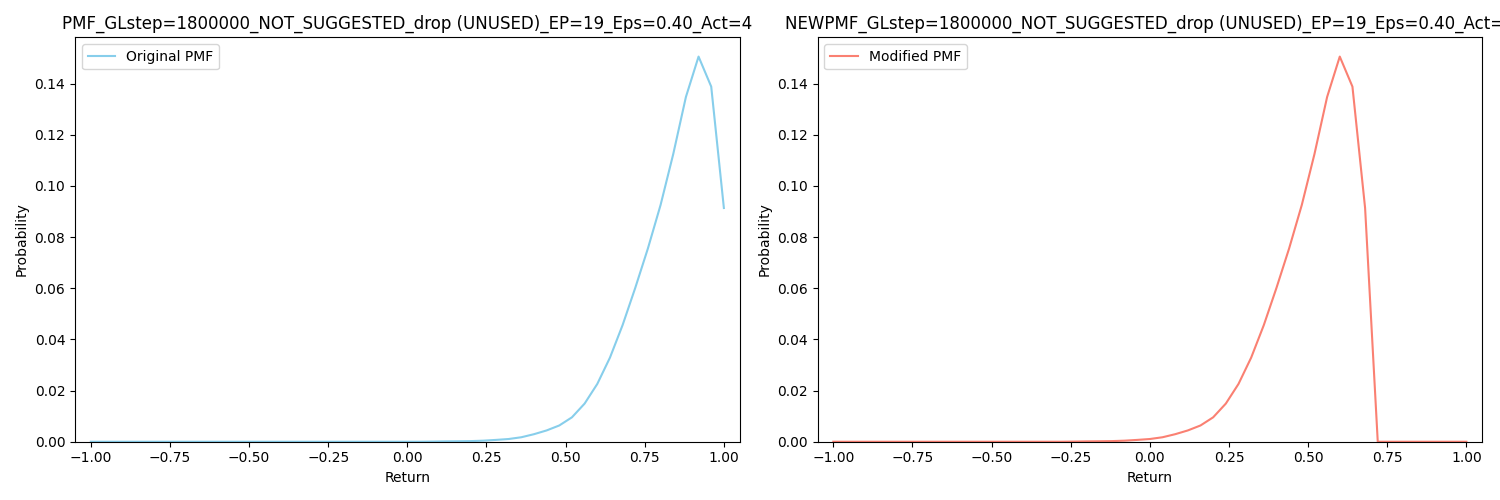 PMF_GLstep=1800000_NOT_SUGGESTED_drop (UNUSED)_EP=19_Eps=0.40_Act=4
Original PMF
Probability
0.14
0.12
0.10
0.08
0.06
0.04
0.02
0.00
−1.00 −0.75 −0.50 −0.25 0.00 0.25 0.50 0.75 1.00
Return
NEWPMF_GLstep=1800000_NOT_SUGGESTED_drop (UNUSED)_EP=19_Eps=0.40_Act=
Modified PMF
Probability
0.14
0.12
0.10
0.08
0.06
0.04
0.02
0.00
−1.00 −0.75 −0.50 −0.25 0.00 0.25 0.50 0.75 1.00
Return